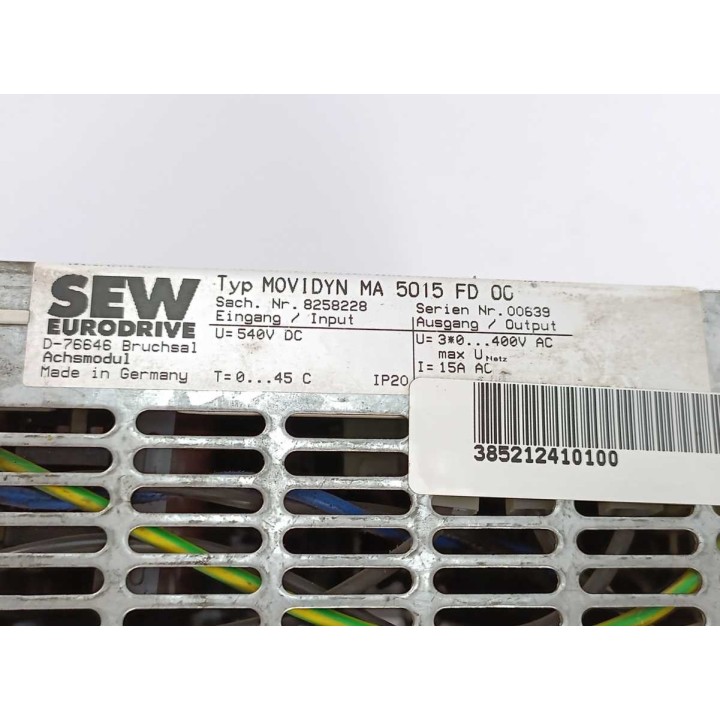 SEW
EURODRIVE
D-76646 Bruchsal
Achsmodul
Made in Germany
Typ MOVIDYN MA 5015 FD 00
Sach. Nr. 8258228
Serien Nr. 00639
Eingang / Input
Ausgang / Output
U= 540V DC
U= 3*0...400V AC
max UNetz
I= 15A AC
T= 0...45 C
IP20
385212410100